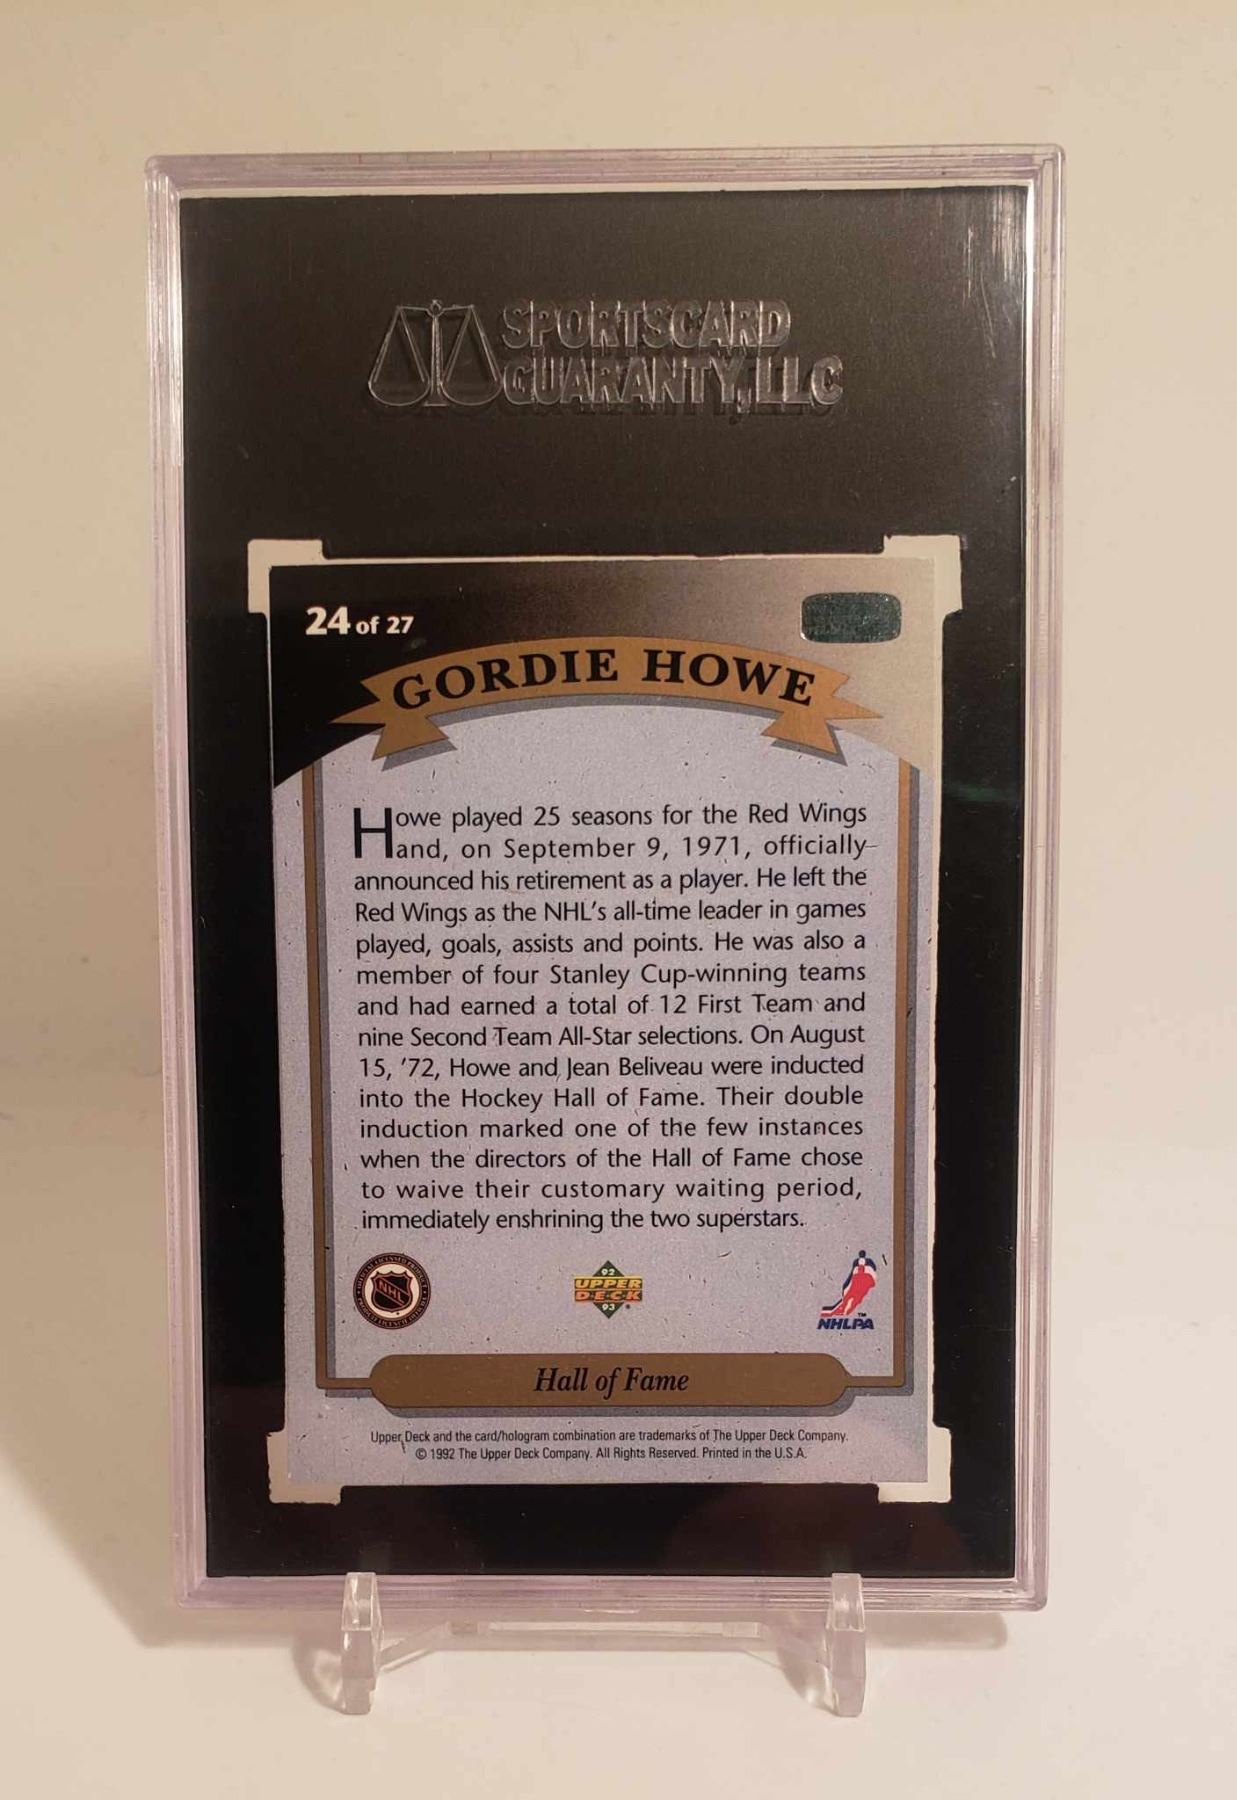 SPORTSCARD
GUARANTY, LLC
24 of 27
GORDIE HOWE
Howe played 25 seasons for the Red Wings
and, on September 9, 1971, officially
announced his retirement as a player. He left the
Red Wings as the NHL's all-time leader in games
played, goals, assists and points. He was also a
member of four Stanley Cup-winning teams
and had earned a total of 12 First Team and
nine Second Team All-Star selections. On August
15, '72, Howe and Jean Beliveau were inducted
into the Hockey Hall of Fame. Their double
induction marked one of the few instances
when the directors of the Hall of Fame chose
to waive their customary waiting period,
immediately enshrining the two superstars.
NHL
92
UPPER
DECK
93
NHLPA
Hall of Fame
Upper Deck and the card/hologram combination are trademarks of The Upper Deck Company.
© 1992 The Upper Deck Company. All Rights Reserved. Printed in the U.S.A.